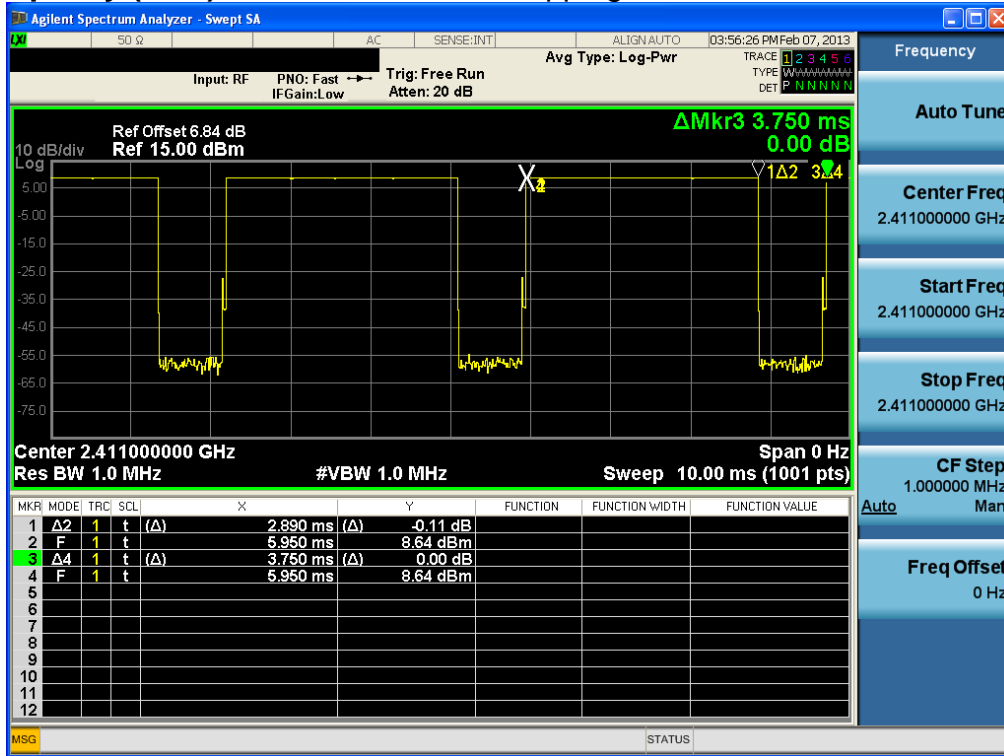 Agilent Spectrum Analyzer - Swept SA
LXI 50 Ω AC SENSE:INT ALIGN AUTO 03:56:26 PM Feb 07, 2013
Frequency
Input: RF PNO: Fast Trig: Free Run Avg Type: Log-Pwr TRACE 1 2 3 4 5 6
IFGain:Low Atten: 20 dB TYPE
DET P N N N N N
Auto Tune
ΔMkr3 3.750 ms
0.00 dB
Ref Offset 6.84 dB
10 dB/div Ref 15.00 dBm
Log
X 1Δ2 3Δ4
5.00
-5.00
-15.0
-25.0
-35.0
-45.0
-55.0
-65.0
-75.0
Center Freq
2.411000000 GHz
Start Freq
2.411000000 GHz
Stop Freq
2.411000000 GHz
Center 2.411000000 GHz Span 0 Hz
Res BW 1.0 MHz #VBW 1.0 MHz Sweep 10.00 ms (1001 pts)
CF Step
1.000000 MHz
Auto Man
Freq Offset
0 Hz
MKR MODE TRC SCL X Y FUNCTION FUNCTION WIDTH FUNCTION VALUE
1 Δ2 1 t (Δ) 2.890 ms (Δ) -0.11 dB
2 F 1 t 5.950 ms 8.64 dBm
3 Δ4 1 t (Δ) 3.750 ms (Δ) 0.00 dB
4 F 1 t 5.950 ms 8.64 dBm
5
6
7
8
9
10
11
12
MSG STATUS